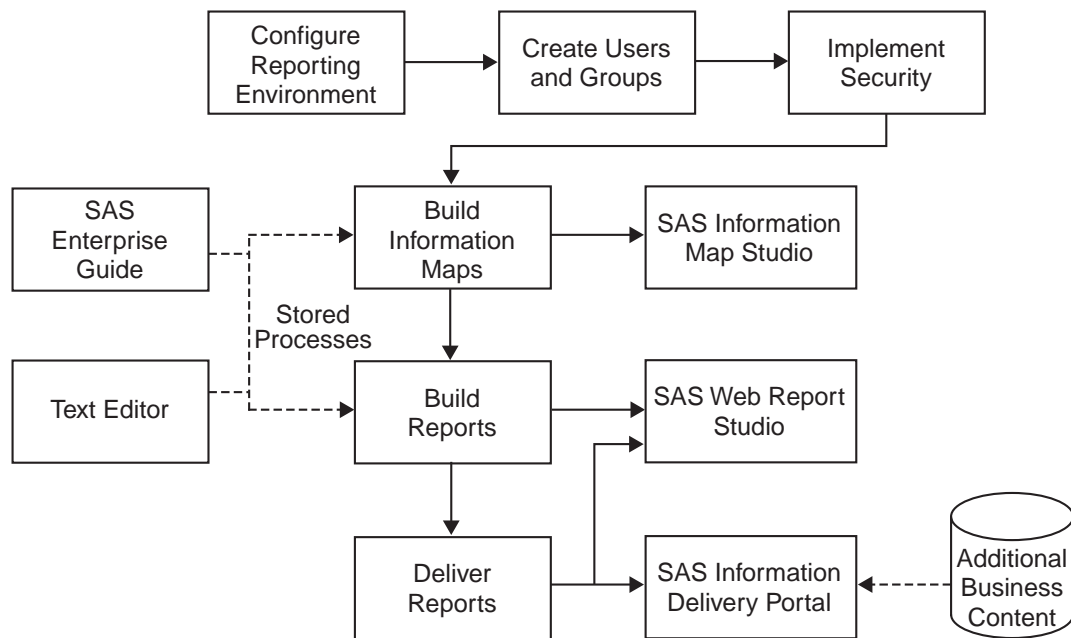 Configure
Reporting
Environment
Create Users
and Groups
Implement
Security
SAS
Enterprise
Guide
Build
Information
Maps
SAS Information
Map Studio
Stored
Processes
Text Editor
Build
Reports
SAS Web Report
Studio
Deliver
Reports
SAS Information
Delivery Portal
Additional
Business
Content